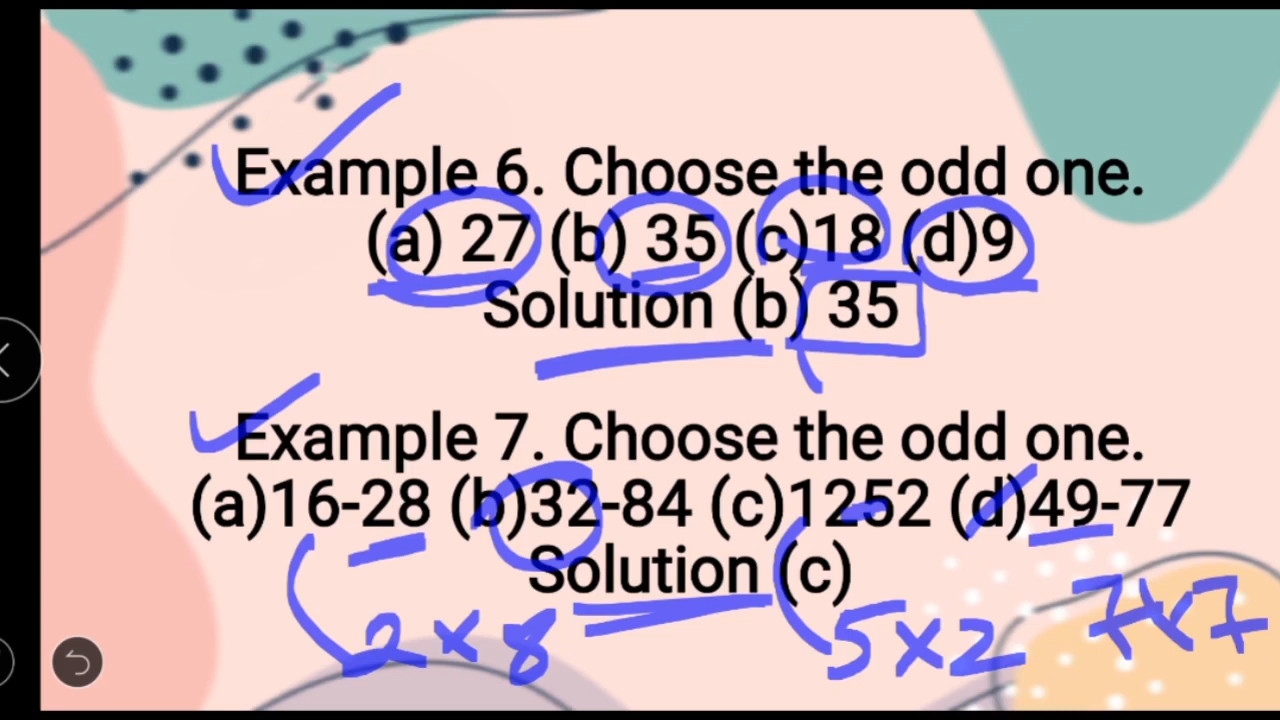 Example 6. Choose the odd one.
(a) 27 (b) 35 (c)18 (d)9
Solution (b) 35
Example 7. Choose the odd one.
(a)16-28 (b)32-84 (c)1252 (d)49-77
Solution (c)
2×8 5×2 7×7